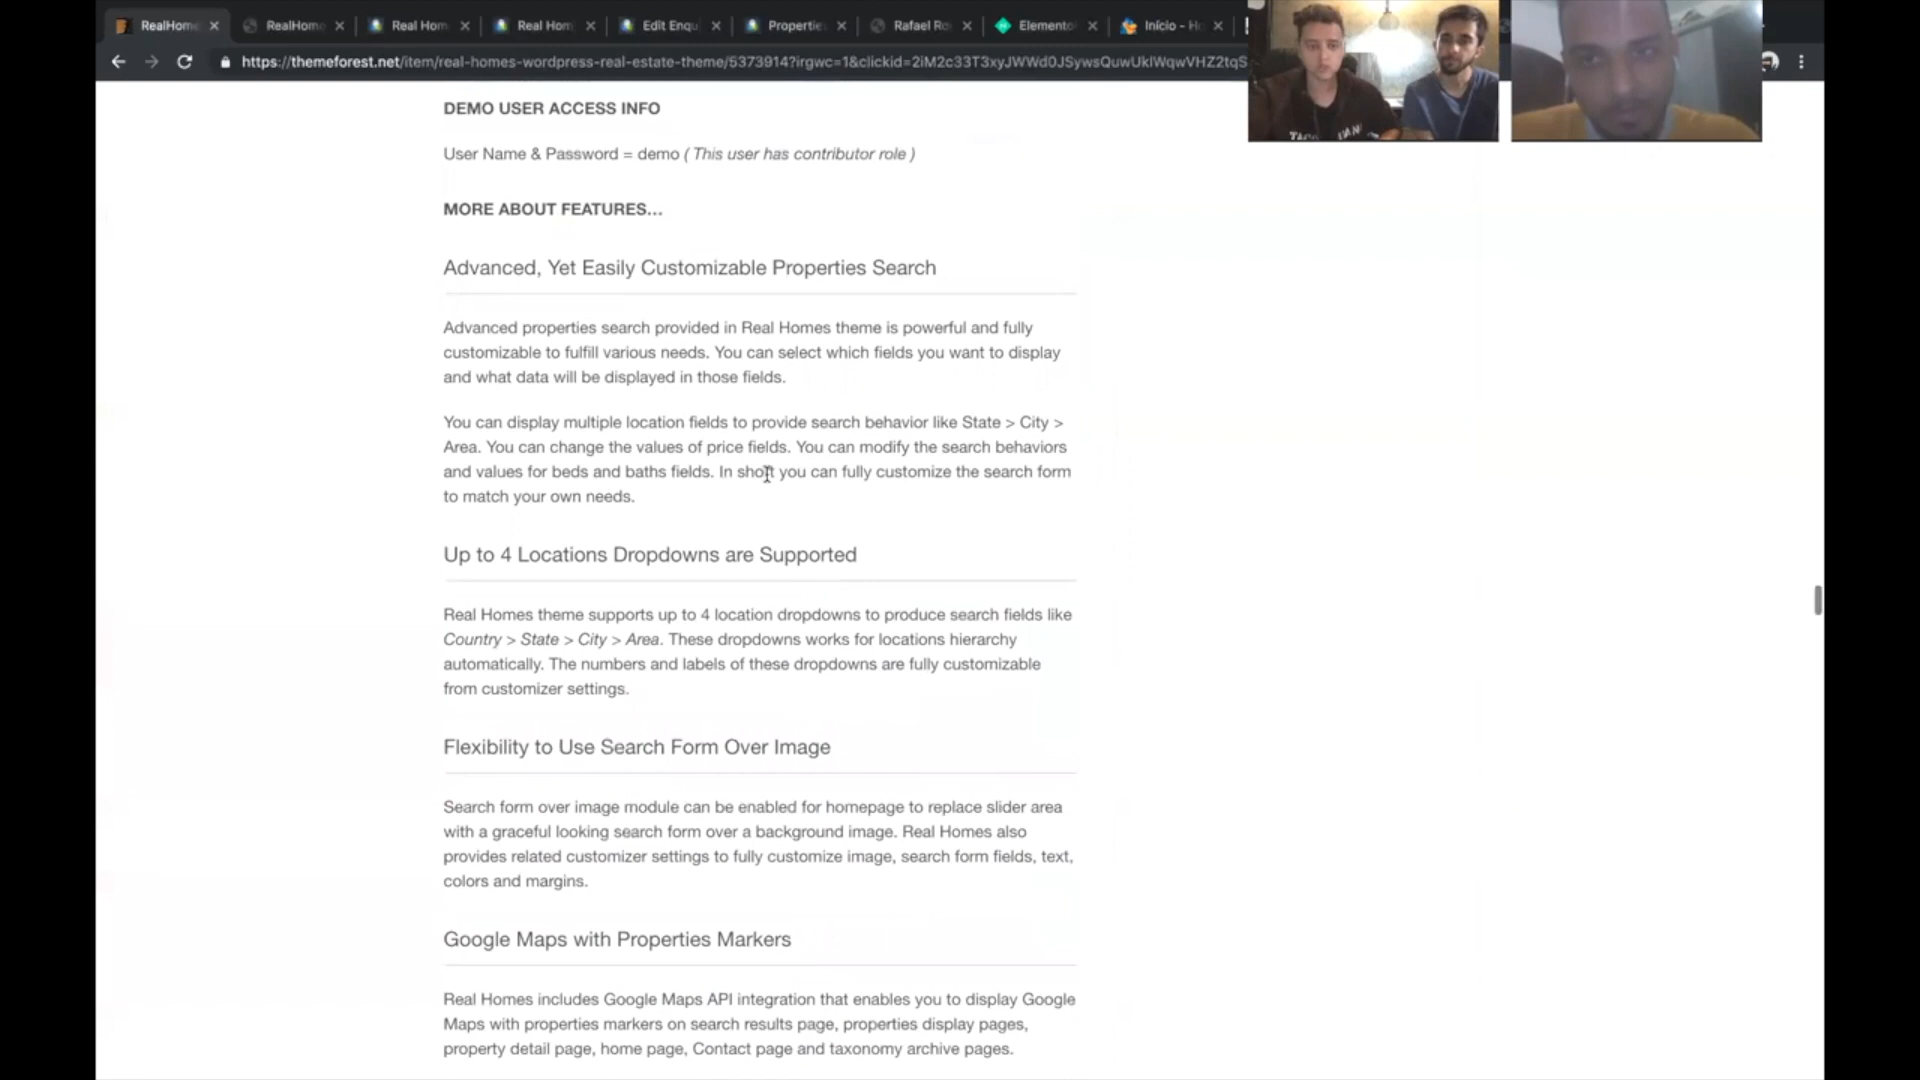 RealHom
RealHom
Real Hom
Real Hom
Edit Enqu
Propertie
Rafael Ro
Elemento
Início - H
https://themeforest.net/item/real-homes-wordpress-real-estate-theme/5373914?irgwc=1&clickid=
DEMO USER ACCESS INFO
User Name & Password = demo ( This user has contributor role )
MORE ABOUT FEATURES...
Advanced, Yet Easily Customizable Properties Search
Advanced properties search provided in Real Homes theme is powerful and fully
customizable to fulfill various needs. You can select which fields you want to display
and what data will be displayed in those fields.
You can display multiple location fields to provide search behavior like State > City >
Area. You can change the values of price fields. You can modify the search behaviors
and values for beds and baths fields. In short you can fully customize the search form
to match your own needs.
Up to 4 Locations Dropdowns are Supported
Real Homes theme supports up to 4 location dropdowns to produce search fields like
Country > State > City > Area. These dropdowns works for locations hierarchy
automatically. The numbers and labels of these dropdowns are fully customizable
from customizer settings.
Flexibility to Use Search Form Over Image
Search form over image module can be enabled for homepage to replace slider area
with a graceful looking search form over a background image. Real Homes also
provides related customizer settings to fully customize image, search form fields, text,
colors and margins.
Google Maps with Properties Markers
Real Homes includes Google Maps API integration that enables you to display Google
Maps with properties markers on search results page, properties display pages,
property detail page, home page, Contact page and taxonomy archive pages.